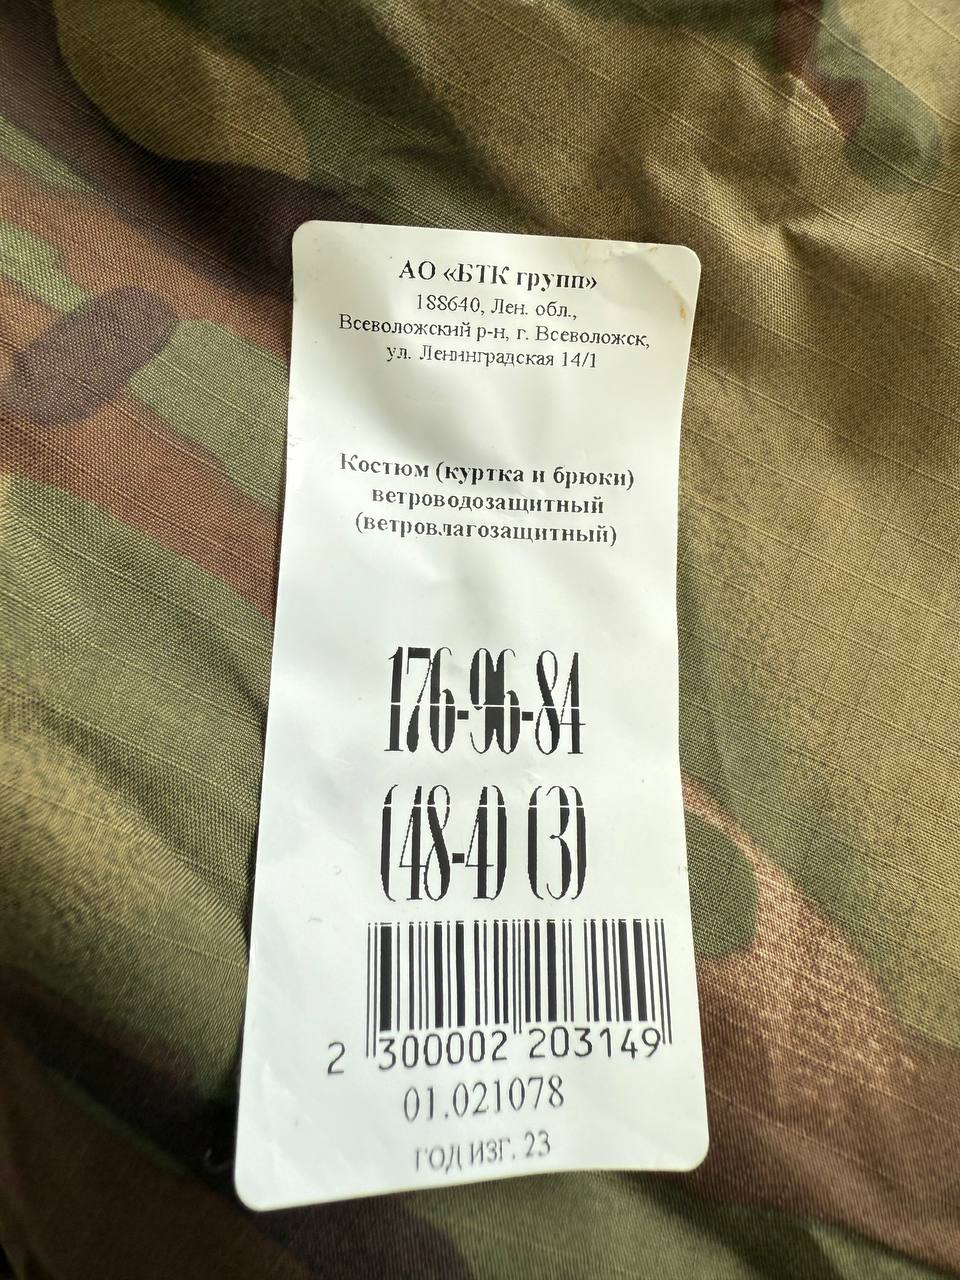 АО «БТК групп»
188640, Лен. обл.,
Всеволожский р-н, г. Всеволожск,
ул. Ленинградская 14/1
Костюм (куртка и брюки)
ветроводозащитный
(ветровлагозащитный)
176-96-84
(48-4) (3)
2 300002 203149
01.021078
ГОД ИЗГ. 23